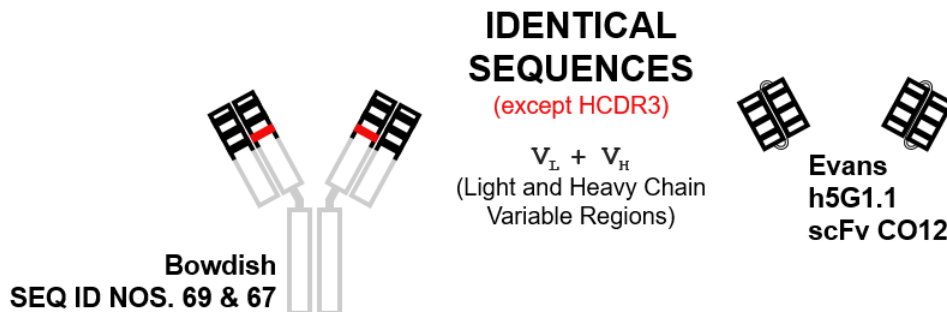 IDENTICAL
SEQUENCES
(except HCDR3)
VL + VH
(Light and Heavy Chain
Variable Regions)
Evans
h5G1.1
scFv CO12
Bowdish
SEQ ID NOS. 69 & 67